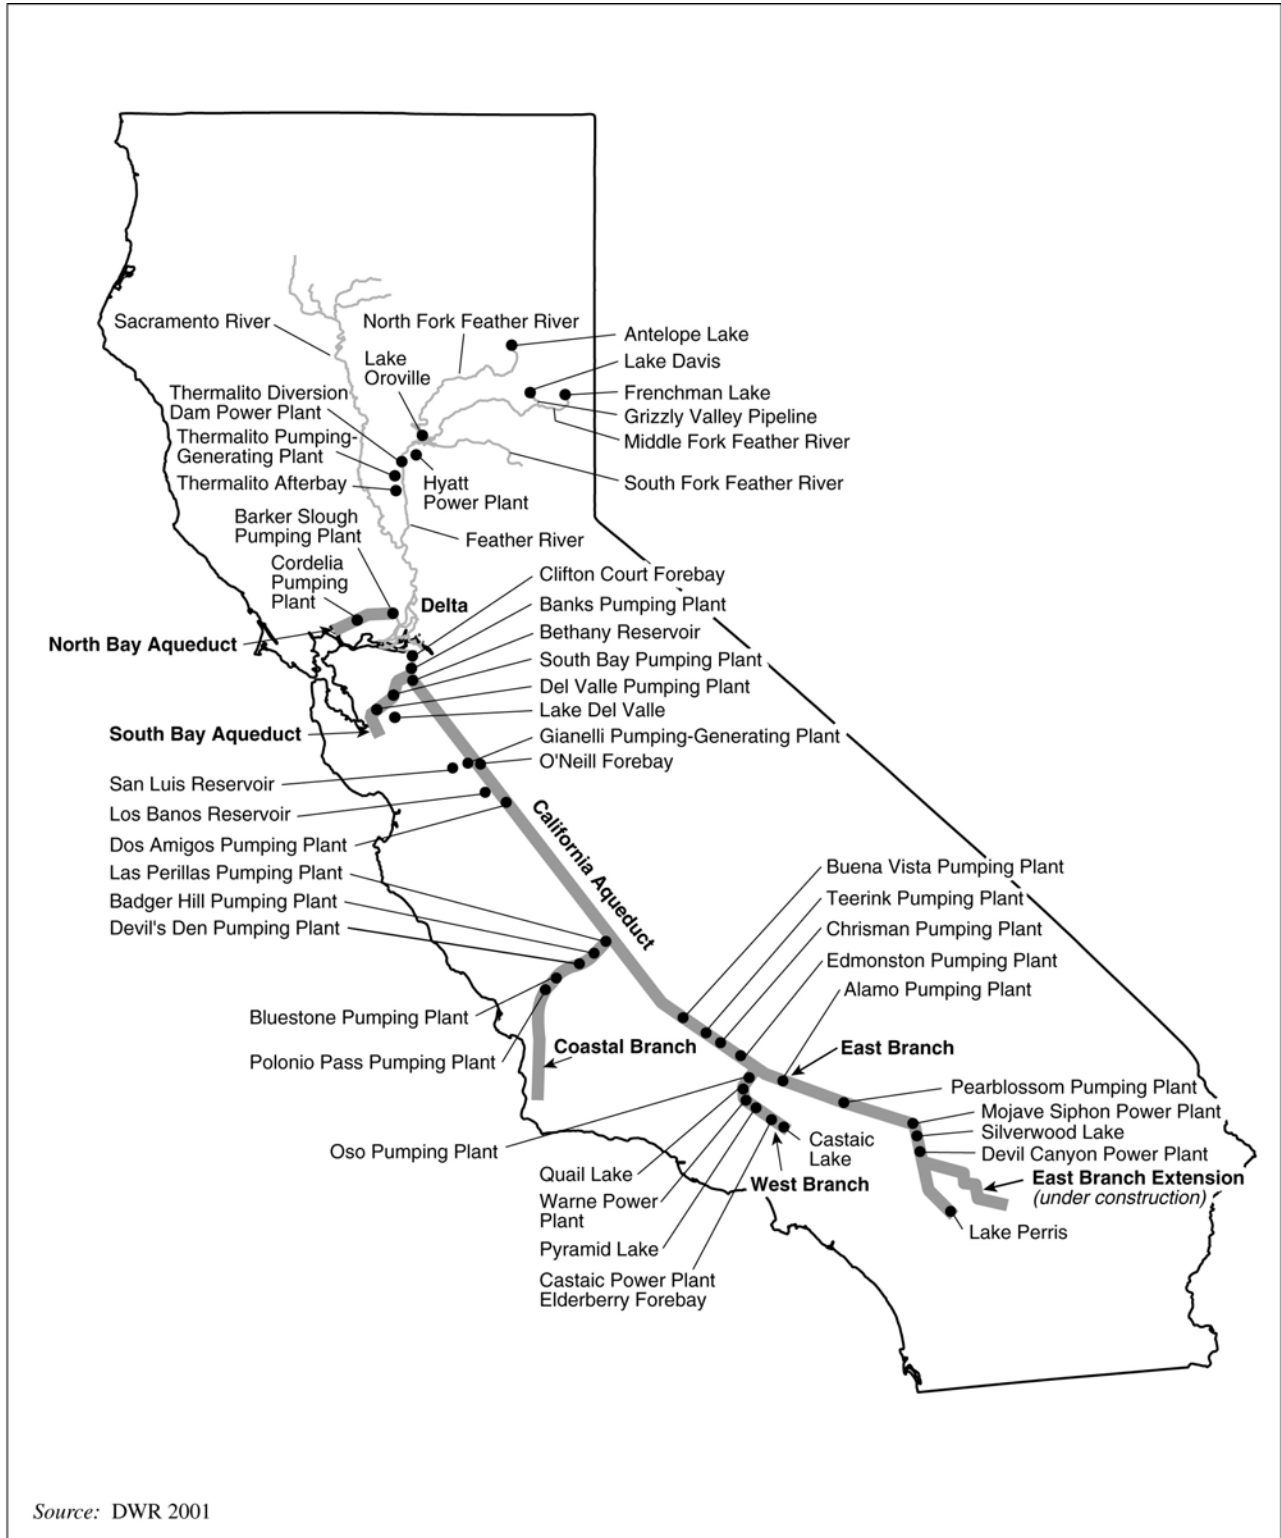 Sacramento River
North Fork Feather River
Antelope Lake
Lake
Oroville
Lake Davis
Thermalito Diversion
Dam Power Plant
Frenchman Lake
Grizzly Valley Pipeline
Thermalito Pumping-
Generating Plant
Middle Fork Feather River
Thermalito Afterbay
Hyatt
Power Plant
South Fork Feather River
Barker Slough
Pumping Plant
Feather River
Cordelia
Pumping
Plant
Clifton Court Forebay
Delta
Banks Pumping Plant
North Bay Aqueduct
Bethany Reservoir
South Bay Pumping Plant
Del Valle Pumping Plant
Lake Del Valle
South Bay Aqueduct
Gianelli Pumping-Generating Plant
O'Neill Forebay
San Luis Reservoir
Los Banos Reservoir
Dos Amigos Pumping Plant
California Aqueduct
Las Perillas Pumping Plant
Badger Hill Pumping Plant
Devil's Den Pumping Plant
Buena Vista Pumping Plant
Teerink Pumping Plant
Chrisman Pumping Plant
Edmonston Pumping Plant
Alamo Pumping Plant
Bluestone Pumping Plant
Polonio Pass Pumping Plant
Coastal Branch
East Branch
Pearblossom Pumping Plant
Mojave Siphon Power Plant
Silverwood Lake
Devil Canyon Power Plant
Oso Pumping Plant
Castaic
Lake
Quail Lake
West Branch
East Branch Extension
(under construction)
Warne Power
Plant
Lake Perris
Pyramid Lake
Castaic Power Plant
Elderberry Forebay
Source: DWR 2001